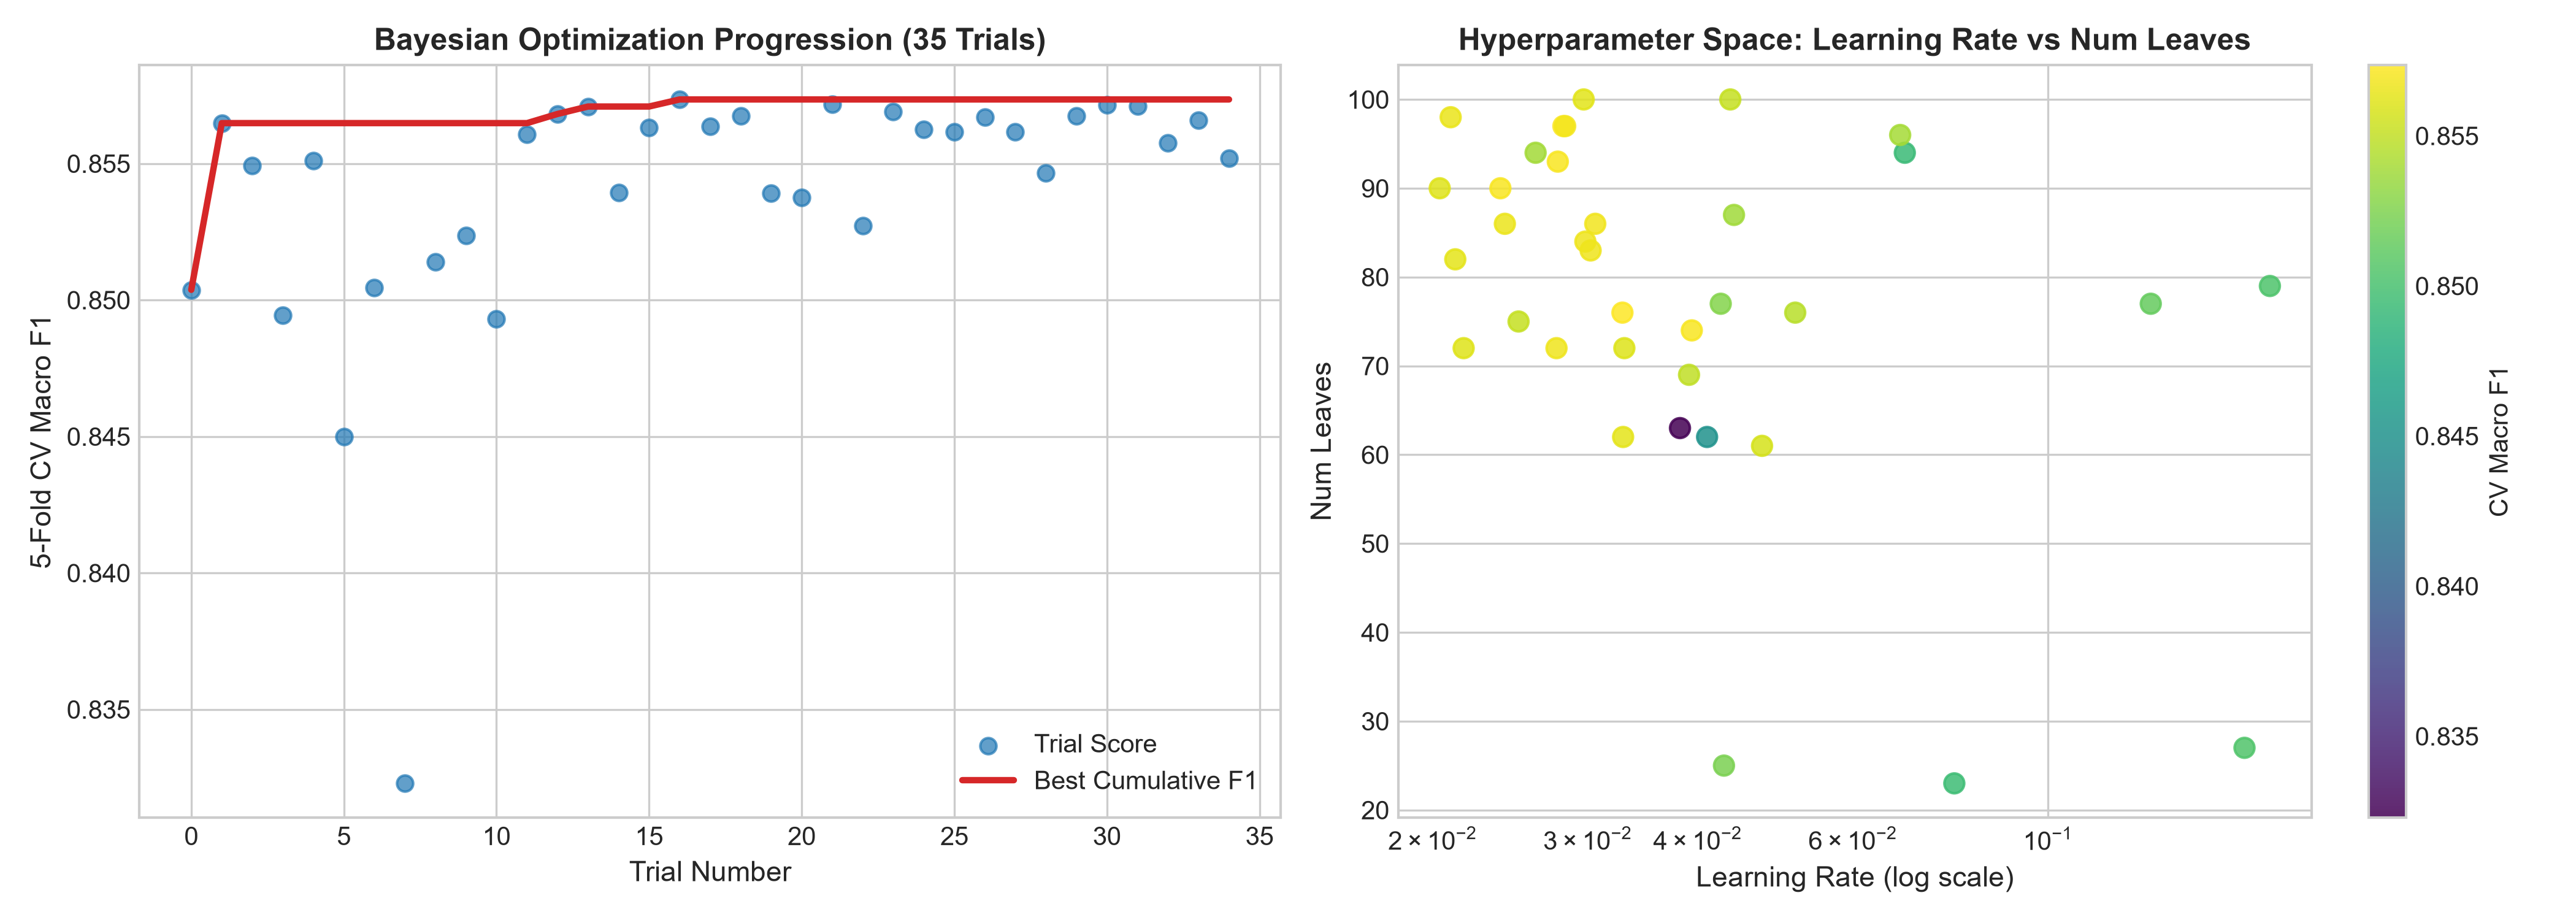 Bayesian Optimization Progression (35 Trials)
5-Fold CV Macro F1
0.855
0.850
0.845
0.840
0.835
0
5
10
15
20
25
30
35
Trial Number
Trial Score
Best Cumulative F1
Hyperparameter Space: Learning Rate vs Num Leaves
Num Leaves
100
90
80
70
60
50
40
30
20
2 × 10⁻²
3 × 10⁻²
4 × 10⁻²
6 × 10⁻²
10⁻¹
Learning Rate (log scale)
0.855
0.850
0.845
0.840
0.835
CV Macro F1